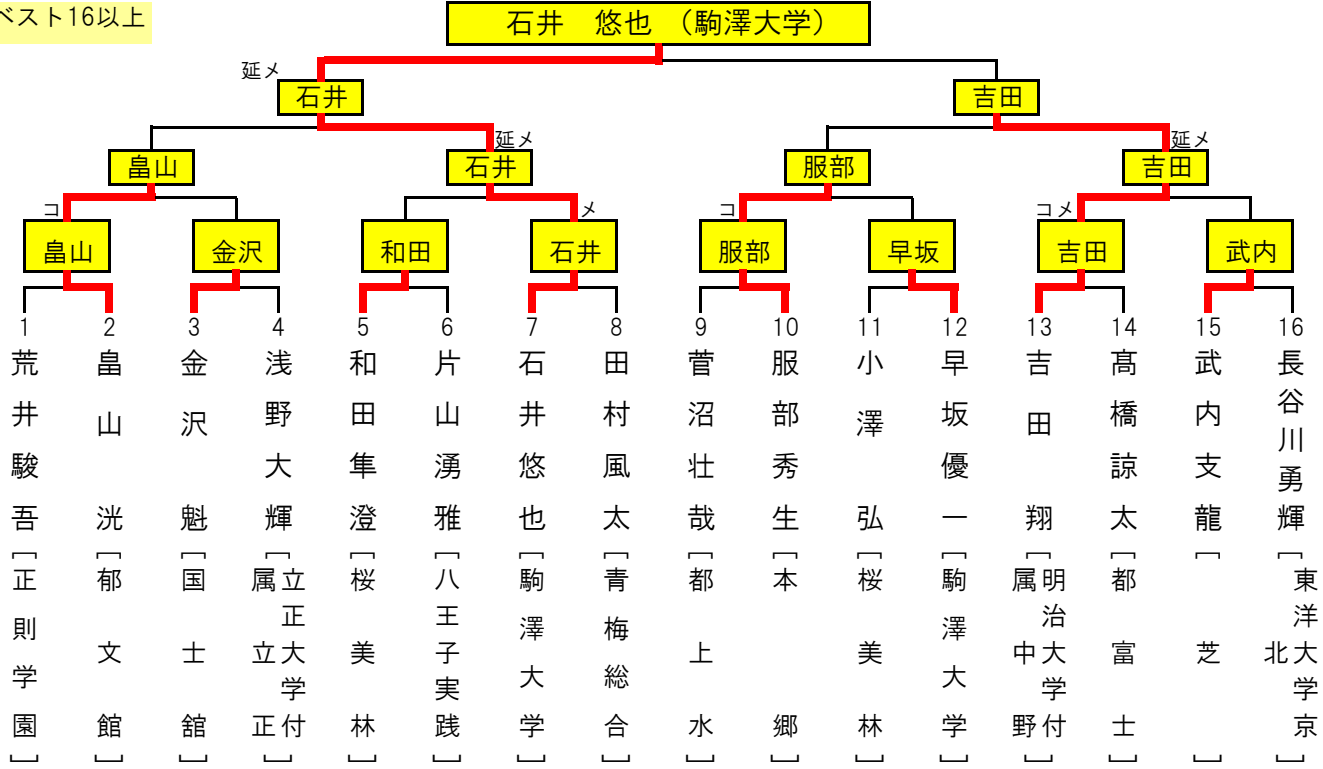 ベスト16以上
石井　悠也　（駒澤大学）
延メ
石井
吉田
延メ
延メ
畠山
石井
服部
吉田
コ
メ
コ
コメ
畠山
金沢
和田
石井
服部
早坂
吉田
武内
1
2
3
4
5
6
7
8
9
10
11
12
13
14
15
16
荒井駿吾［正則学園］
畠山洸［郁文館］
金沢魁［国士舘］
浅野大輝［立正大学付属立正］
和田隼澄［桜美林］
片山湧雅［八王子実践］
石井悠也［駒澤大学］
田村風太［青梅総合］
菅沼壮哉［都上水］
服部秀生［本郷］
小澤弘［桜美林］
早坂優一［駒澤大学］
吉田翔［明治大学付属中野］
髙橋諒太［都富士］
武内支龍［芝］
長谷川勇輝［東洋大学京北］